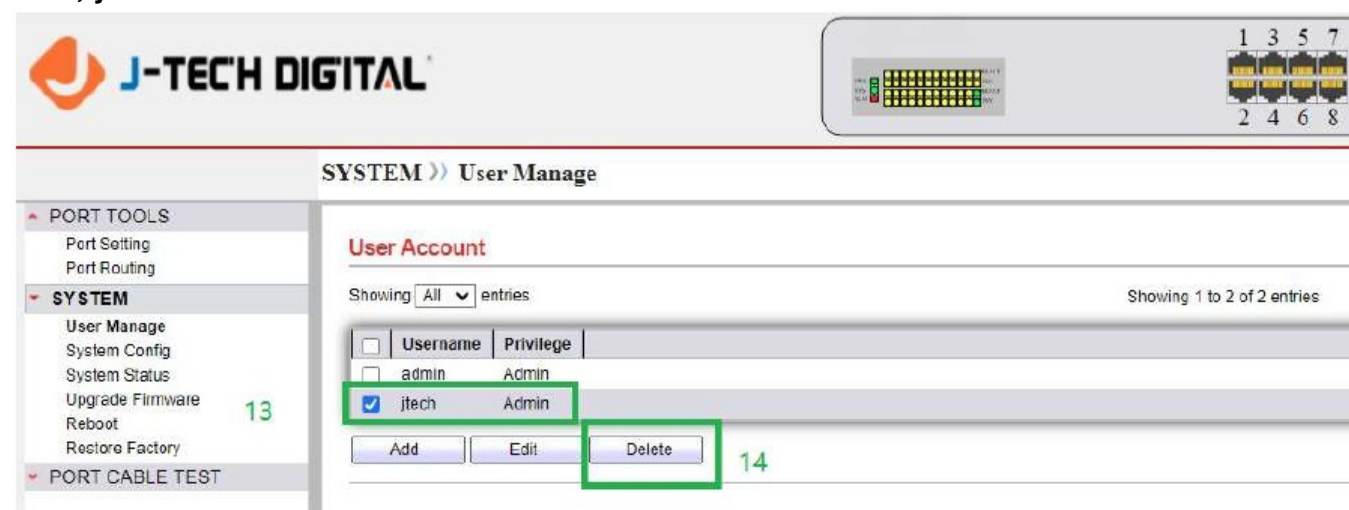 J-TECH DIGITAL
1 3 5 7
2 4 6 8
SYSTEM » User Manage
PORT TOOLS
Port Setting
Port Routing
SYSTEM
User Manage
System Config
System Status
Upgrade Firmware
Reboot
Restore Factory
PORT CABLE TEST
13
User Account
Showing All entries
Showing 1 to 2 of 2 entries
Username Privilege
admin Admin
jtech Admin
Add Edit Delete
14